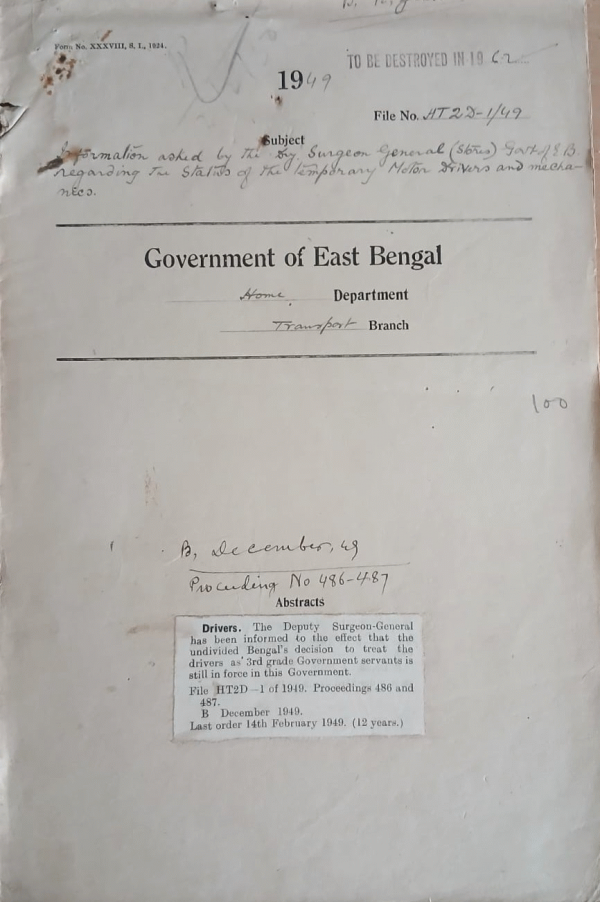 Form No. XXXVIII, S. I., 1924.
TO BE DESTROYED IN 19 62
1949
File No. HT2D-1/49
Subject
Information asked by the Dy. Surgeon General (Stores) Govt of E. B.
regarding the Status of the temporary Motor Drivers and mecha-
nics.
Government of East Bengal
Home Department
Transport Branch
100
B, December, 49
Proceeding No 486-487
Abstracts
Drivers. The Deputy Surgeon-General
has been informed to the effect that the
undivided Bengal's decision to treat the
drivers as 3rd grade Government servants is
still in force in this Government.
File HT2D—1 of 1949. Proceedings 486 and
487.
B December 1949.
Last order 14th February 1949. (12 years.)